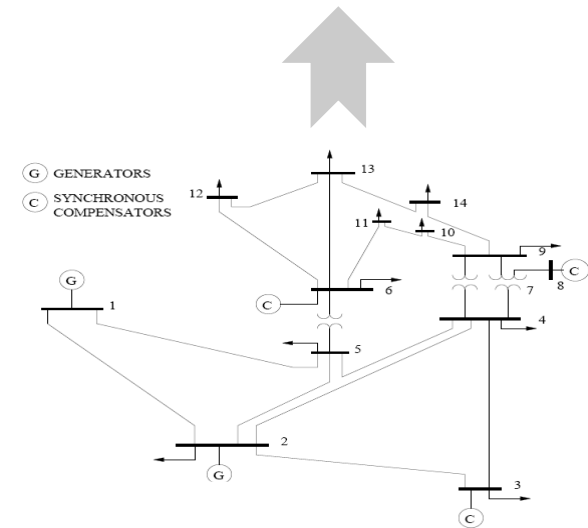 13
G GENERATORS
C SYNCHRONOUS
COMPENSATORS
12
14
11
10
9
G
C
8
7
6
C
1
4
5
2
G
3
C